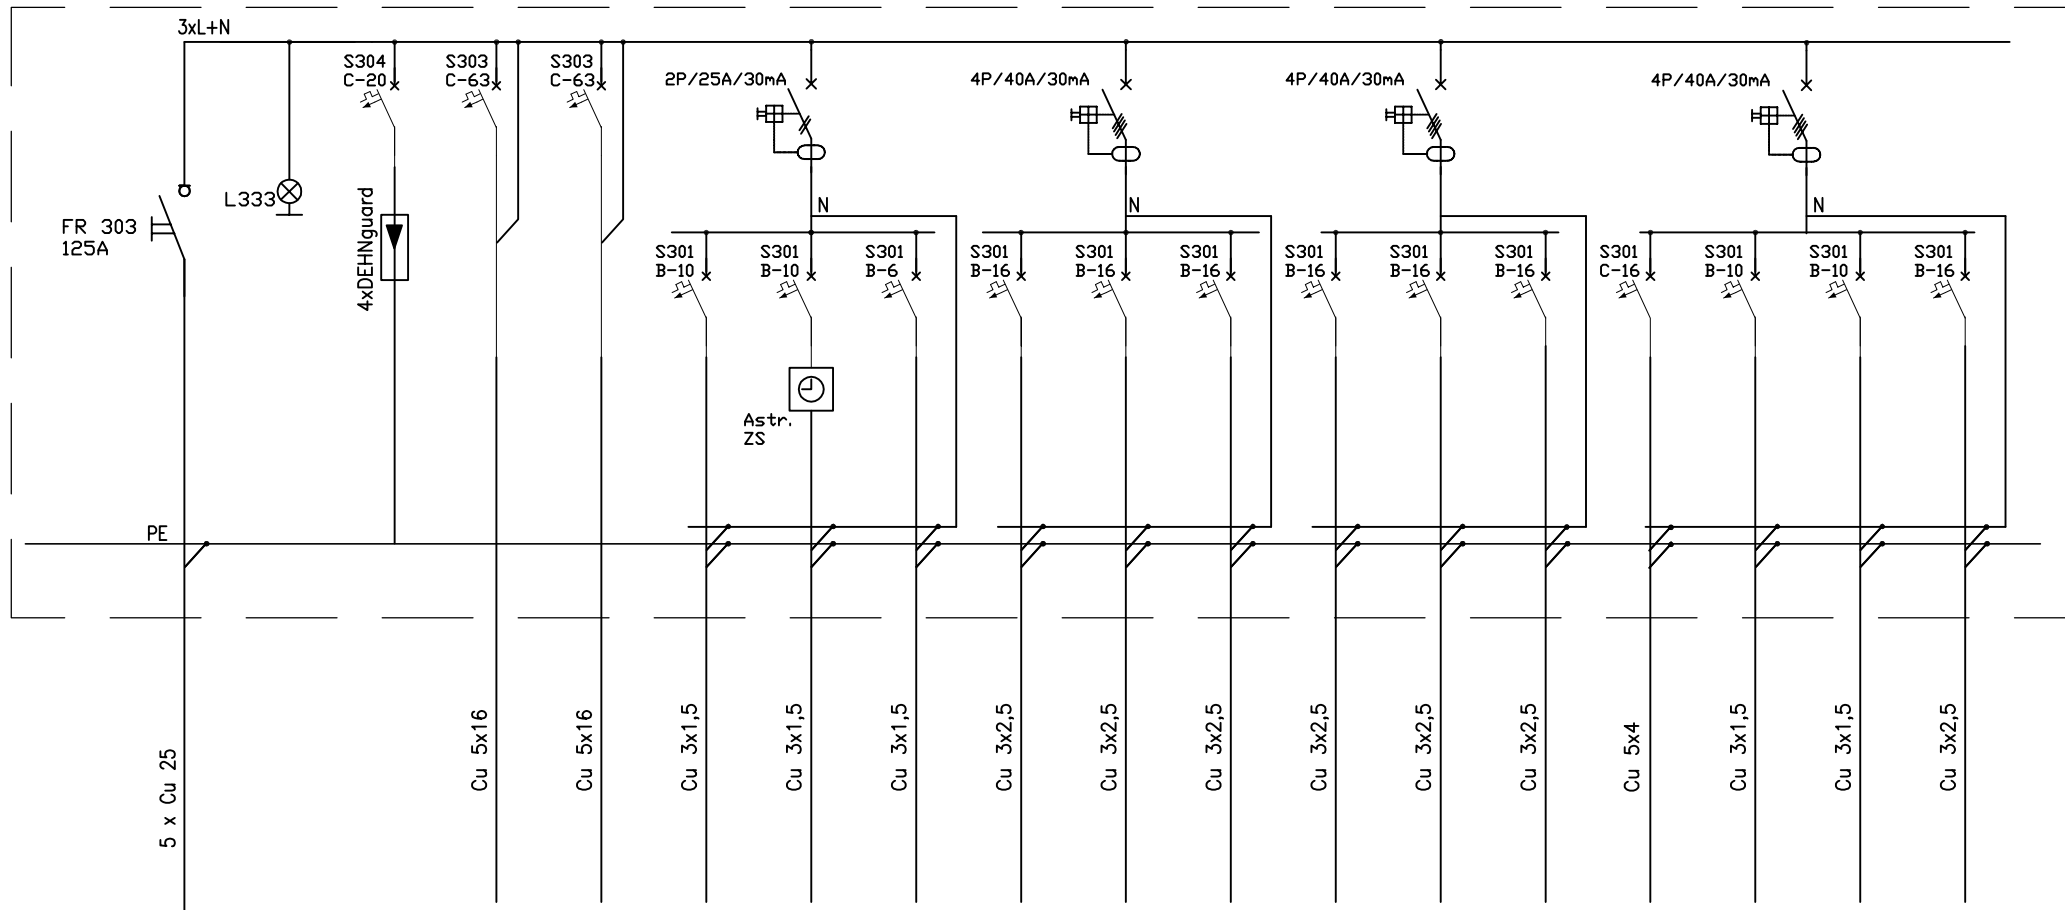 3xL+N
S304
C-20
S303
C-63
S303
C-63
2P/25A/30mA
4P/40A/30mA
4P/40A/30mA
4P/40A/30mA
FR 303
125A
L333
4xDEHNguard
N
N
N
S301
B-10
S301
B-10
S301
B-6
S301
B-16
S301
B-16
S301
B-16
S301
B-16
S301
B-16
S301
B-16
S301
C-16
S301
B-10
S301
B-10
S301
B-16
Astr.
ZS
PE
5 x Cu 25
Cu 5x16
Cu 5x16
Cu 3x1,5
Cu 3x1,5
Cu 3x1,5
Cu 3x2,5
Cu 3x2,5
Cu 3x2,5
Cu 3x2,5
Cu 3x2,5
Cu 3x2,5
Cu 5x4
Cu 3x1,5
Cu 3x1,5
Cu 3x2,5